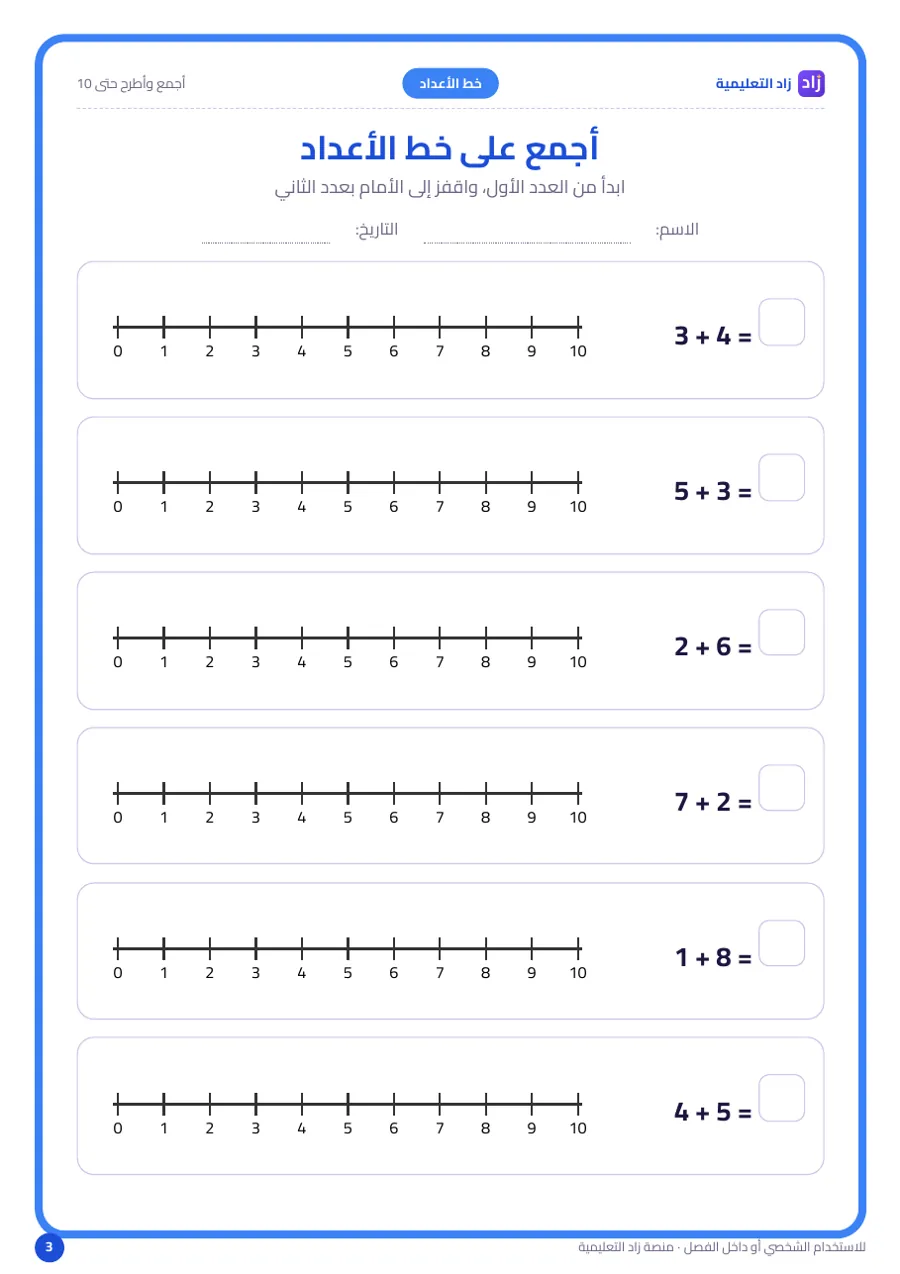 زاد زاد التعليمية
خط الأعداد
أجمع وأطرح حتى 10
أجمع على خط الأعداد
ابدأ من العدد الأول، واقفز إلى الأمام بعدد الثاني
الاسم: التاريخ:
3 + 4 =
0 1 2 3 4 5 6 7 8 9 10
5 + 3 =
0 1 2 3 4 5 6 7 8 9 10
2 + 6 =
0 1 2 3 4 5 6 7 8 9 10
7 + 2 =
0 1 2 3 4 5 6 7 8 9 10
1 + 8 =
0 1 2 3 4 5 6 7 8 9 10
4 + 5 =
0 1 2 3 4 5 6 7 8 9 10
للاستخدام الشخصي أو داخل الفصل · منصة زاد التعليمية
3